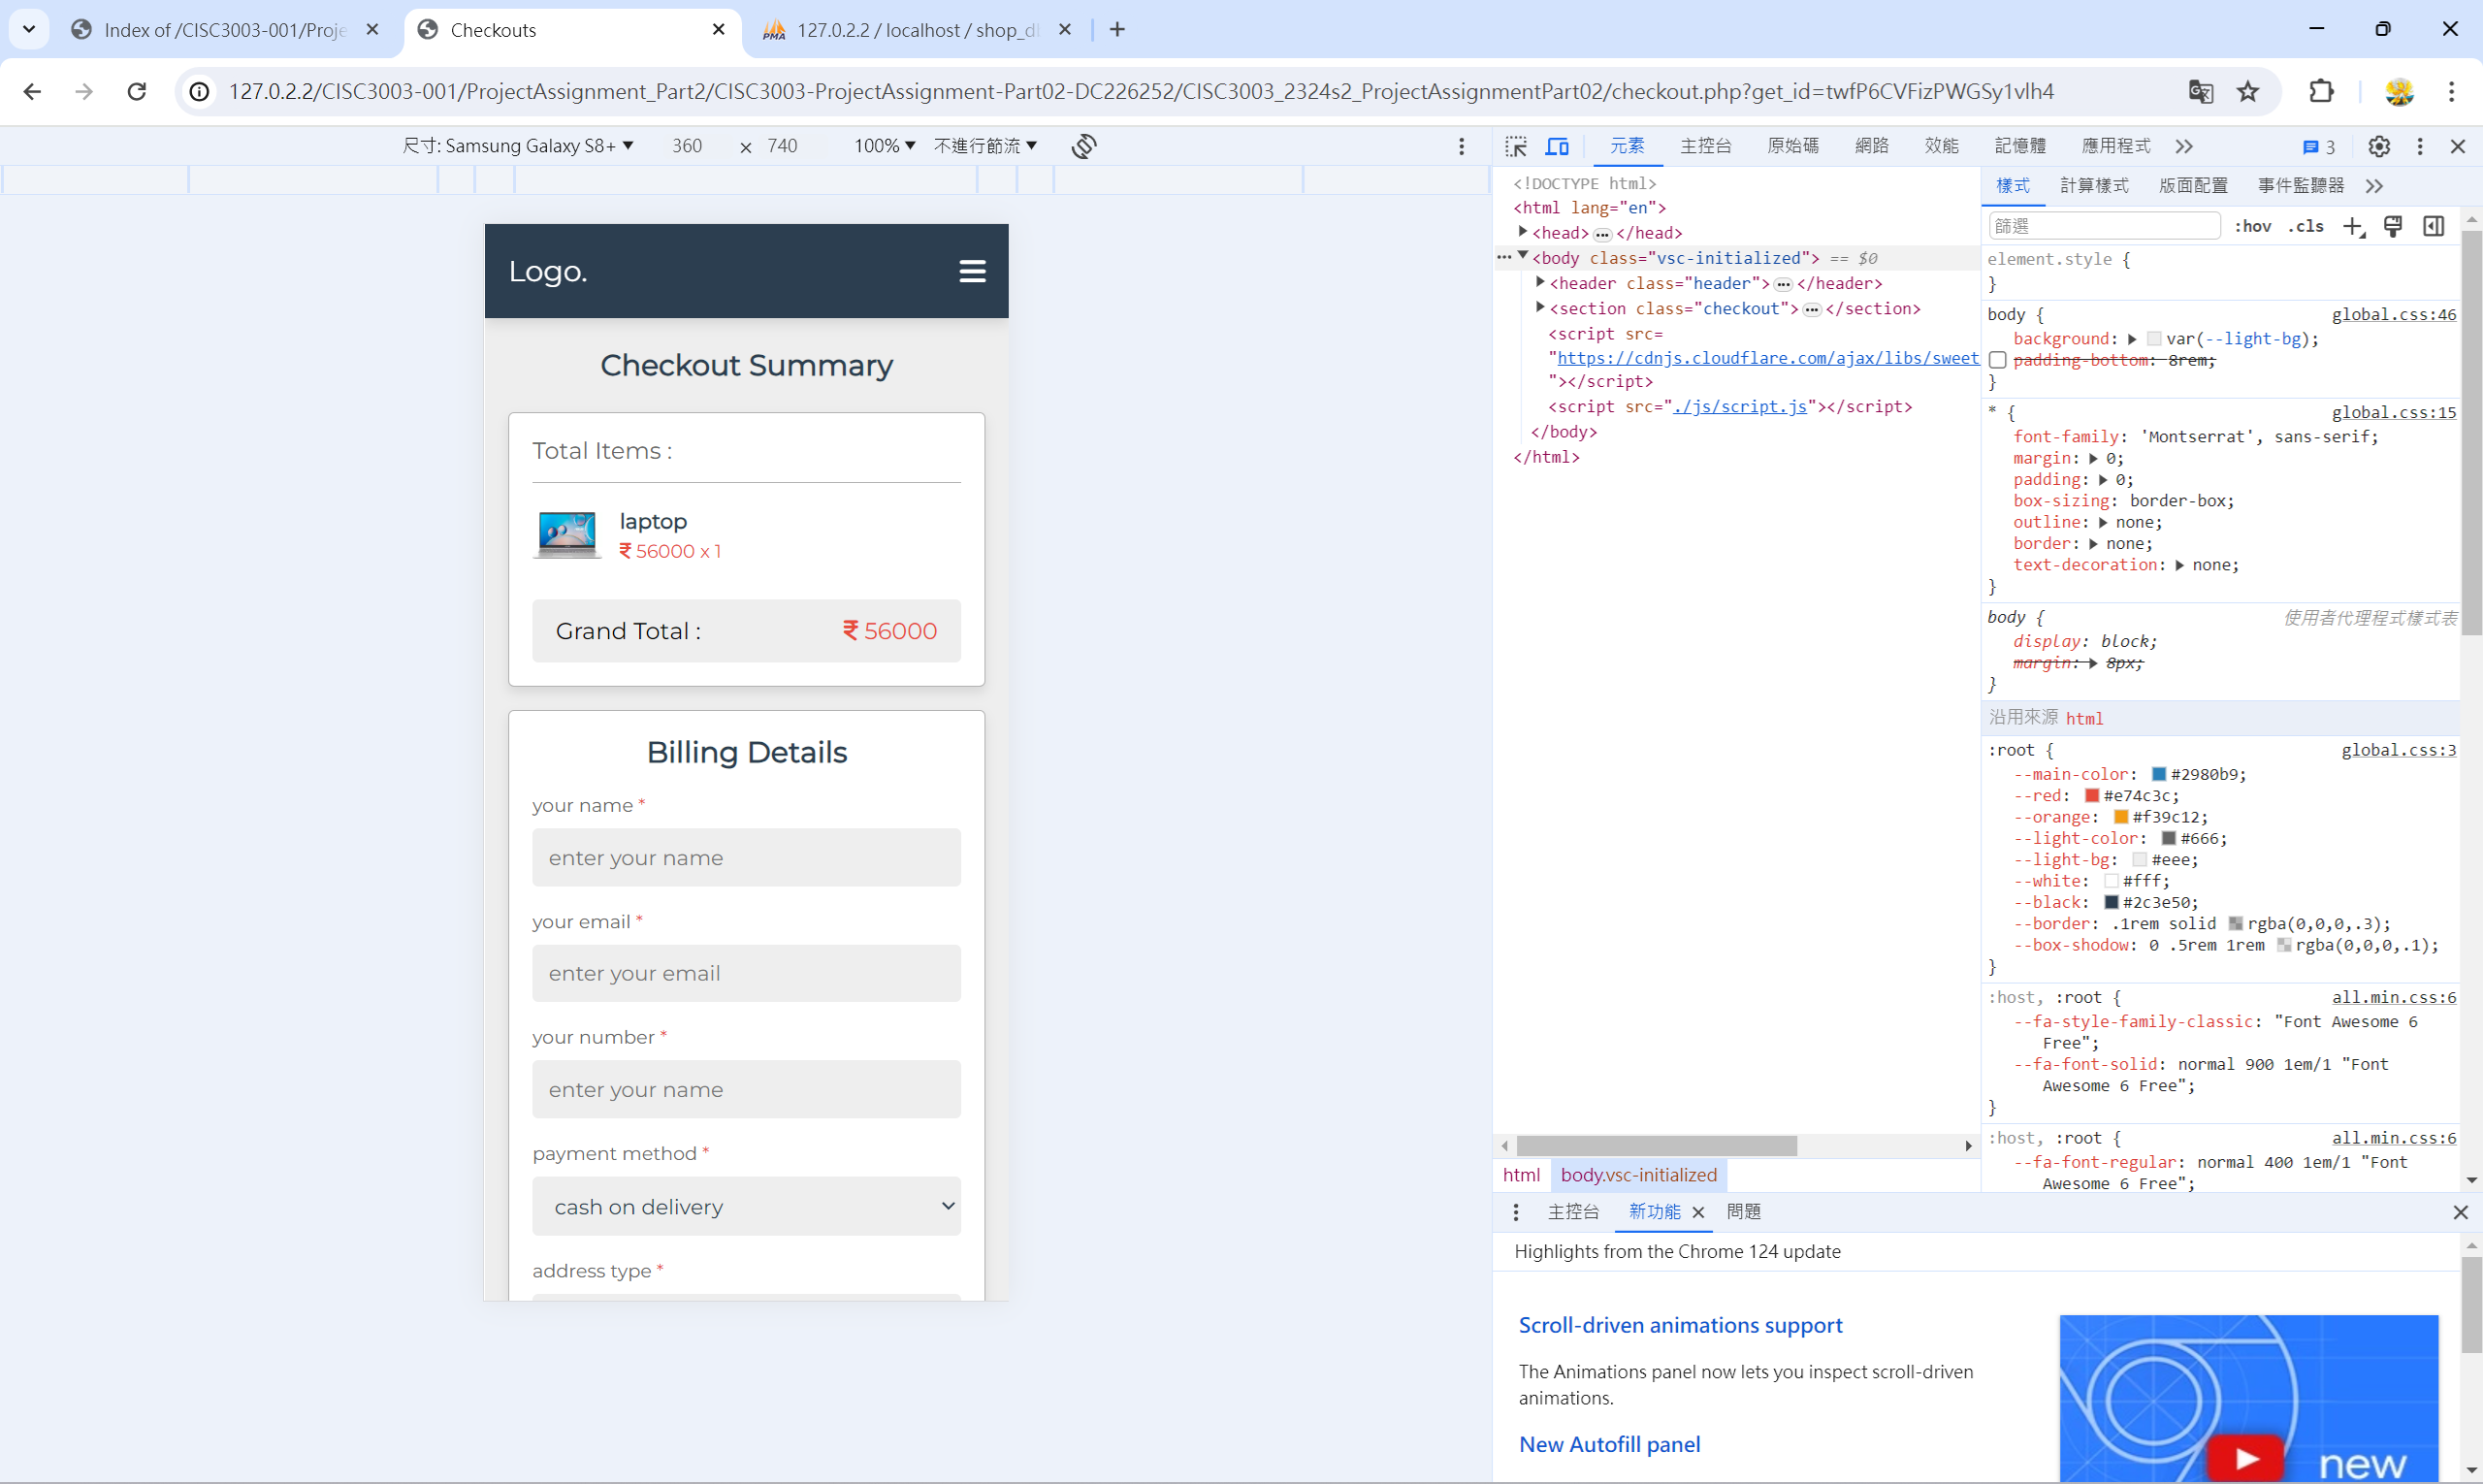 Index of /CISC3003-001/Proje
Checkouts
PMA
127.0.2.2 / localhost / shop_d
127.0.2.2/CISC3003-001/ProjectAssignment_Part2/CISC3003-ProjectAssignment-Part02-DC226252/CISC3003_2324s2_ProjectAssignmentPart02/checkout.php?get_id=twfP6CVFizPWGSy1vlh4
尺寸: Samsung Galaxy S8+ ▼ 360 × 740 100% ▼ 不進行節流 ▼
Logo.
Checkout Summary
Total Items :
laptop
₹ 56000 x 1
Grand Total : ₹ 56000
Billing Details
your name *
enter your name
your email *
enter your email
your number *
enter your name
payment method *
cash on delivery
address type *
元素 主控台 原始碼 網路 效能 記憶體 應用程式 3
<!DOCTYPE html>
<html lang="en">
<head> ••• </head>
••• <body class="vsc-initialized"> == $0
<header class="header"> ••• </header>
<section class="checkout"> ••• </section>
<script src=
"https://cdnjs.cloudflare.com/ajax/libs/sweet
"></script>
<script src="./js/script.js"></script>
</body>
</html>
html body.vsc-initialized
樣式 計算樣式 版面配置 事件監聽器
篩選 :hov .cls
element.style {
}
body { global.css:46
background: var(--light-bg);
padding-bottom: 8rem;
}
* { global.css:15
font-family: 'Montserrat', sans-serif;
margin: 0;
padding: 0;
box-sizing: border-box;
outline: none;
border: none;
text-decoration: none;
}
body { 使用者代理程式樣式表
display: block;
margin: 8px;
}
沿用來源 html
:root { global.css:3
--main-color: #2980b9;
--red: #e74c3c;
--orange: #f39c12;
--light-color: #666;
--light-bg: #eee;
--white: #fff;
--black: #2c3e50;
--border: .1rem solid rgba(0,0,0,.3);
--box-shodow: 0 .5rem 1rem rgba(0,0,0,.1);
}
:host, :root { all.min.css:6
--fa-style-family-classic: "Font Awesome 6
Free";
--fa-font-solid: normal 900 1em/1 "Font
Awesome 6 Free";
}
:host, :root { all.min.css:6
--fa-font-regular: normal 400 1em/1 "Font
Awesome 6 Free";
主控台 新功能 問題
Highlights from the Chrome 124 update
Scroll-driven animations support
The Animations panel now lets you inspect scroll-driven
animations.
New Autofill panel
new